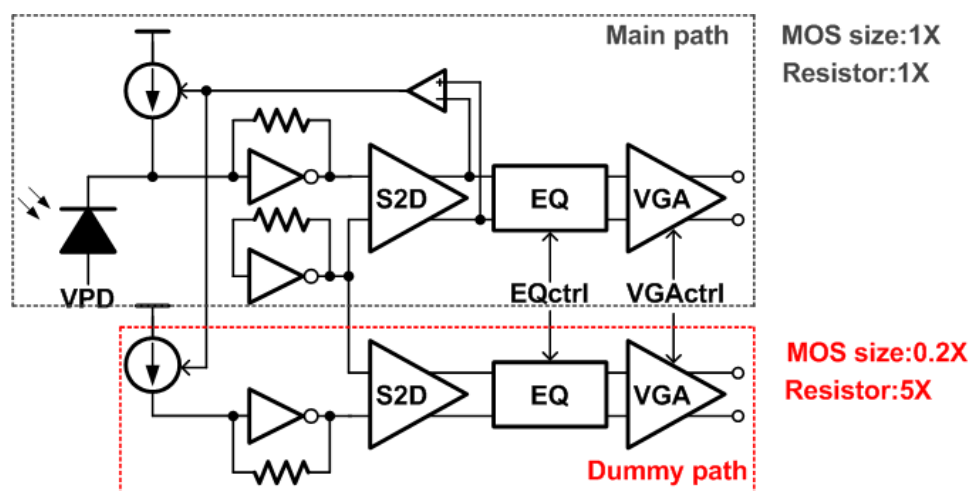 Main path
MOS size:1X
Resistor:1X
+
-
S2D
EQ
VGA
VPD
EQctrl
VGActrl
MOS size:0.2X
Resistor:5X
S2D
EQ
VGA
Dummy path